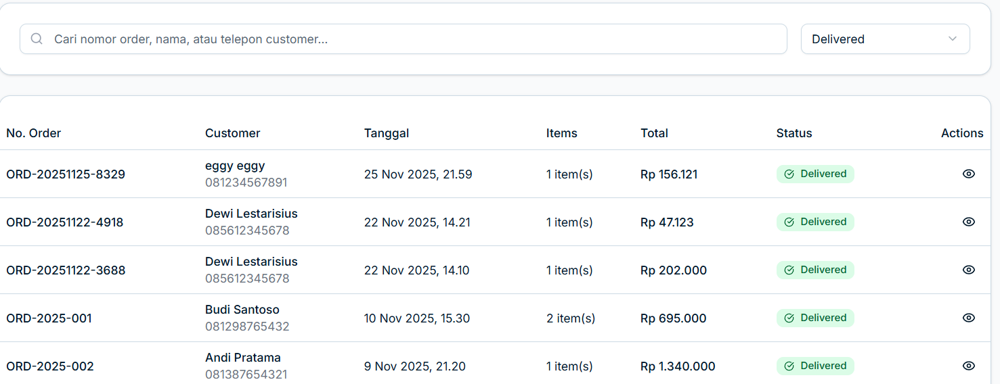 Cari nomor order, nama, atau telepon customer...
Delivered
No. Order Customer Tanggal Items Total Status Actions
ORD-20251125-8329 eggy eggy 25 Nov 2025, 21.59 1 item(s) Rp 156.121 Delivered
081234567891
ORD-20251122-4918 Dewi Lestarisius 22 Nov 2025, 14.21 1 item(s) Rp 47.123 Delivered
085612345678
ORD-20251122-3688 Dewi Lestarisius 22 Nov 2025, 14.10 1 item(s) Rp 202.000 Delivered
085612345678
ORD-2025-001 Budi Santoso 10 Nov 2025, 15.30 2 item(s) Rp 695.000 Delivered
081298765432
ORD-2025-002 Andi Pratama 9 Nov 2025, 21.20 1 item(s) Rp 1.340.000 Delivered
081387654321